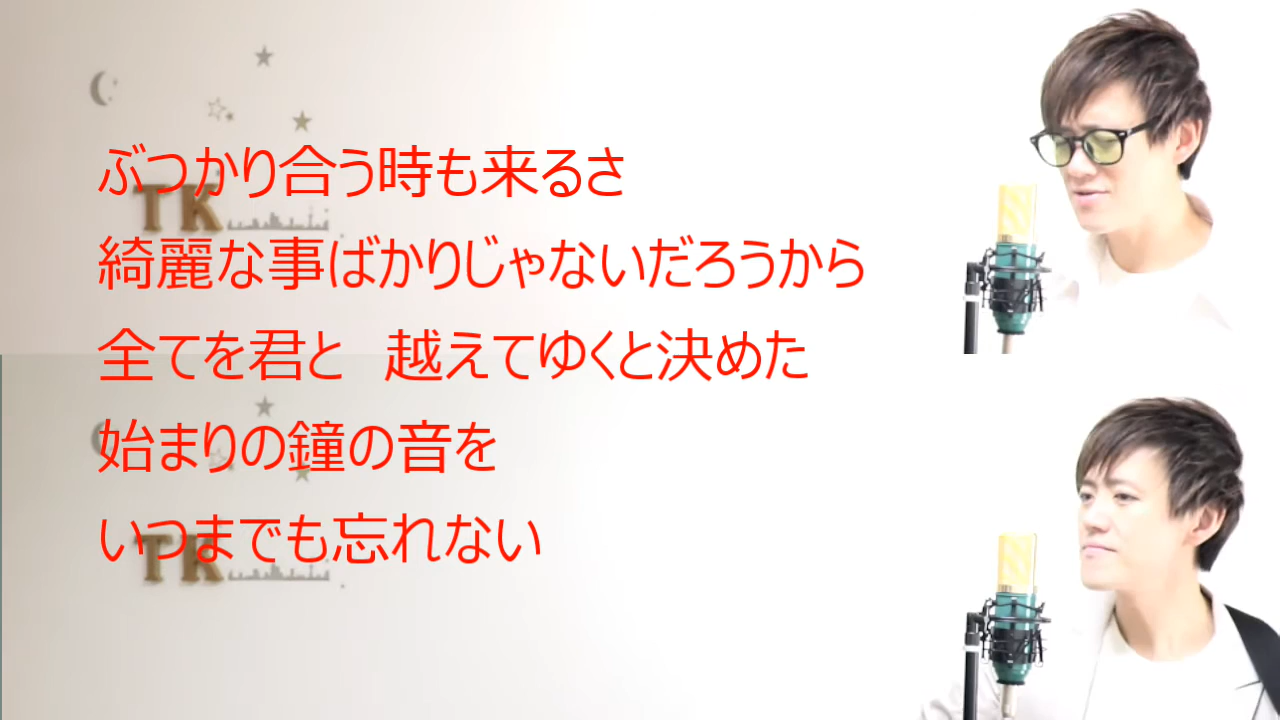 ぶつかり合う時も来るさ
綺麗な事ばかりじゃないだろうから
全てを君と　越えてゆくと決めた
始まりの鐘の音を
いつまでも忘れない
TK
TK